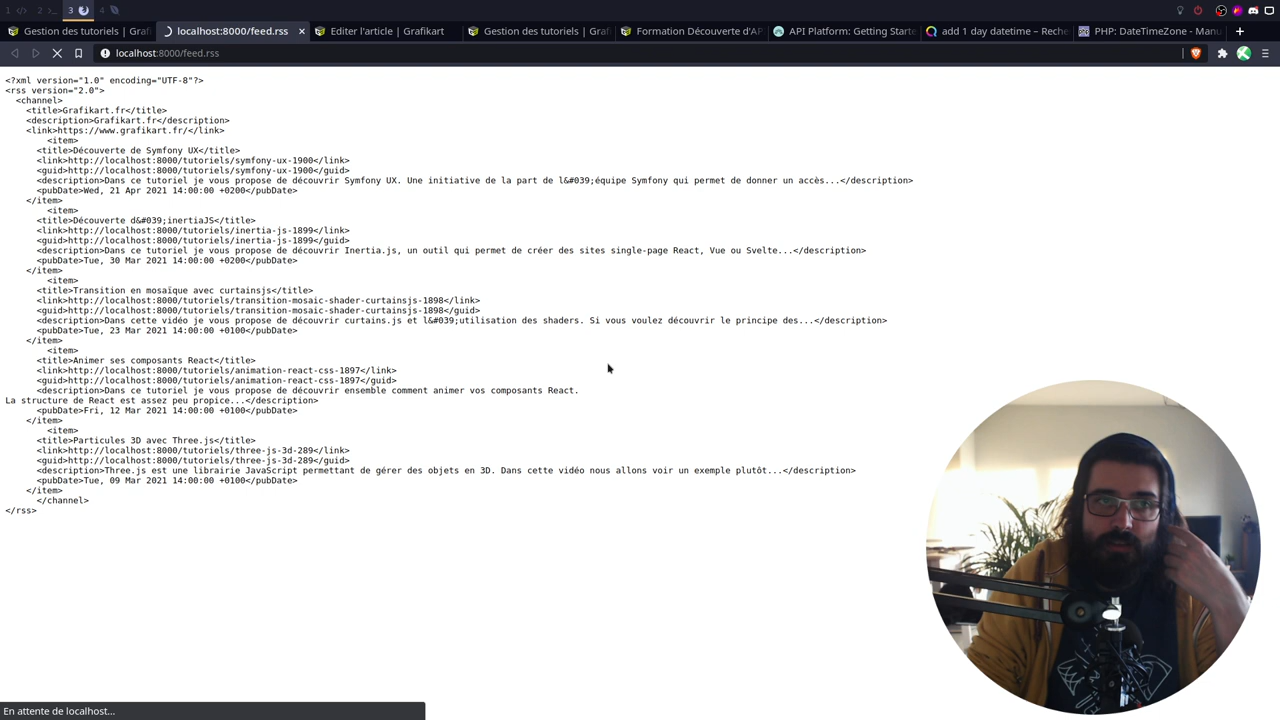 1
2
3
4
Gestion des tutoriels | Grafi
localhost:8000/feed.rss
Editer l'article | Grafikart
Gestion des tutoriels | Graf
Formation Découverte d'AP
API Platform: Getting Starte
add 1 day datetime – Reche
PHP: DateTimeZone - Manu
localhost:8000/feed.rss
<?xml version="1.0" encoding="UTF-8"?>
<rss version="2.0">
<channel>
<title>Grafikart.fr</title>
<description>Grafikart.fr</description>
<link>https://www.grafikart.fr/</link>
<item>
<title>Découverte de Symfony UX</title>
<link>http://localhost:8000/tutoriels/symfony-ux-1900</link>
<guid>http://localhost:8000/tutoriels/symfony-ux-1900</guid>
<description>Dans ce tutoriel je vous propose de découvrir Symfony UX. Une initiative de la part de l&#039;équipe Symfony qui permet de donner un accès...</description>
<pubDate>Wed, 21 Apr 2021 14:00:00 +0200</pubDate>
</item>
<item>
<title>Découverte d&#039;inertiaJS</title>
<link>http://localhost:8000/tutoriels/inertia-js-1899</link>
<guid>http://localhost:8000/tutoriels/inertia-js-1899</guid>
<description>Dans ce tutoriel je vous propose de découvrir Inertia.js, un outil qui permet de créer des sites single-page React, Vue ou Svelte...</description>
<pubDate>Tue, 30 Mar 2021 14:00:00 +0200</pubDate>
</item>
<item>
<title>Transition en mosaïque avec curtainsjs</title>
<link>http://localhost:8000/tutoriels/transition-mosaic-shader-curtainsjs-1898</link>
<guid>http://localhost:8000/tutoriels/transition-mosaic-shader-curtainsjs-1898</guid>
<description>Dans cette vidéo je vous propose de découvrir curtains.js et l&#039;utilisation des shaders. Si vous voulez découvrir le principe des...</description>
<pubDate>Tue, 23 Mar 2021 14:00:00 +0100</pubDate>
</item>
<item>
<title>Animer ses composants React</title>
<link>http://localhost:8000/tutoriels/animation-react-css-1897</link>
<guid>http://localhost:8000/tutoriels/animation-react-css-1897</guid>
<description>Dans ce tutoriel je vous propose de découvrir ensemble comment animer vos composants React.
La structure de React est assez peu propice...</description>
<pubDate>Fri, 12 Mar 2021 14:00:00 +0100</pubDate>
</item>
<item>
<title>Particules 3D avec Three.js</title>
<link>http://localhost:8000/tutoriels/three-js-3d-289</link>
<guid>http://localhost:8000/tutoriels/three-js-3d-289</guid>
<description>Three.js est une librairie JavaScript permettant de gérer des objets en 3D. Dans cette vidéo nous allons voir un exemple plutôt...</description>
<pubDate>Tue, 09 Mar 2021 14:00:00 +0100</pubDate>
</item>
</channel>
</rss>
En attente de localhost...